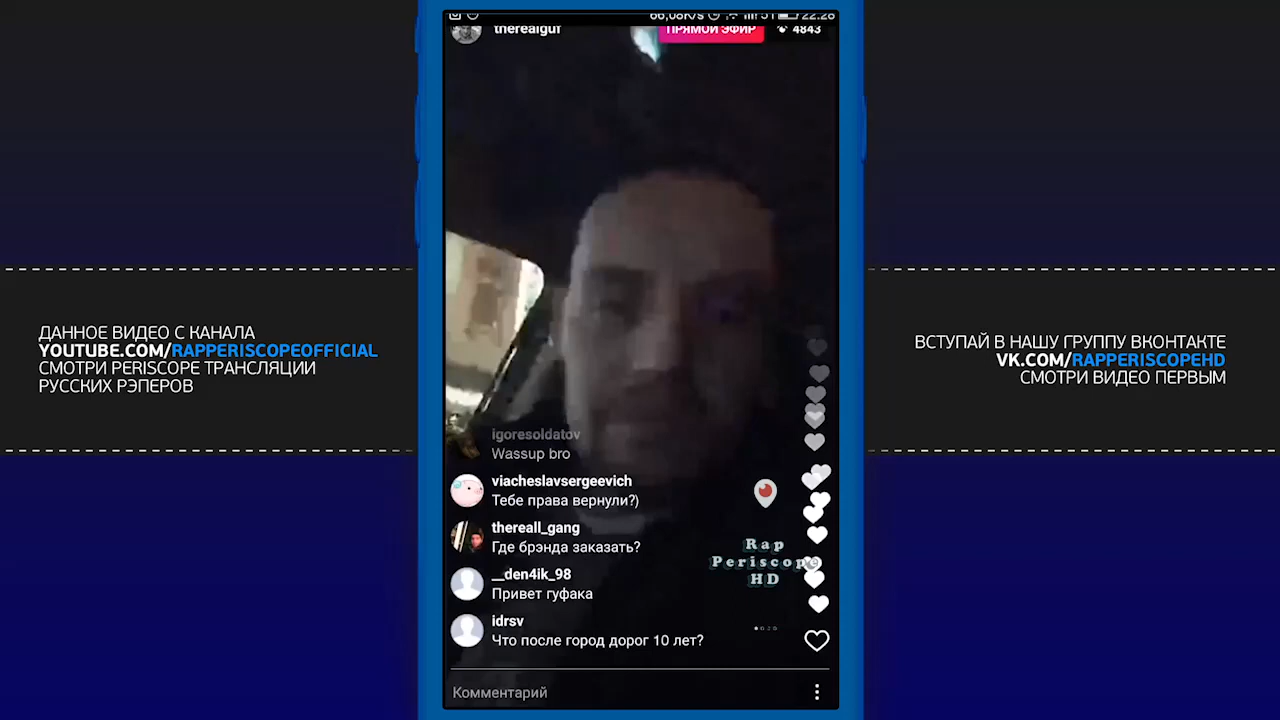 66,08K/s 51 22:28
therealguf ПРЯМОЙ ЭФИР 4843
ДАННОЕ ВИДЕО С КАНАЛА
YOUTUBE.COM/RAPPERISCOPEOFFICIAL
СМОТРИ PERISCOPE ТРАНСЛЯЦИИ
РУССКИХ РЭПЕРОВ
ВСТУПАЙ В НАШУ ГРУППУ ВКОНТАКТЕ
VK.COM/RAPPERISCOPEHD
СМОТРИ ВИДЕО ПЕРВЫМ
igoresoldatov
Wassup bro
viacheslavsergeevich
Тебе права вернули?)
thereall_gang
Где брэнда заказать?
__den4ik_98
Привет гуфака
idrsv
Что после город дорог 10 лет?
Rap
Periscope
HD
Комментарий